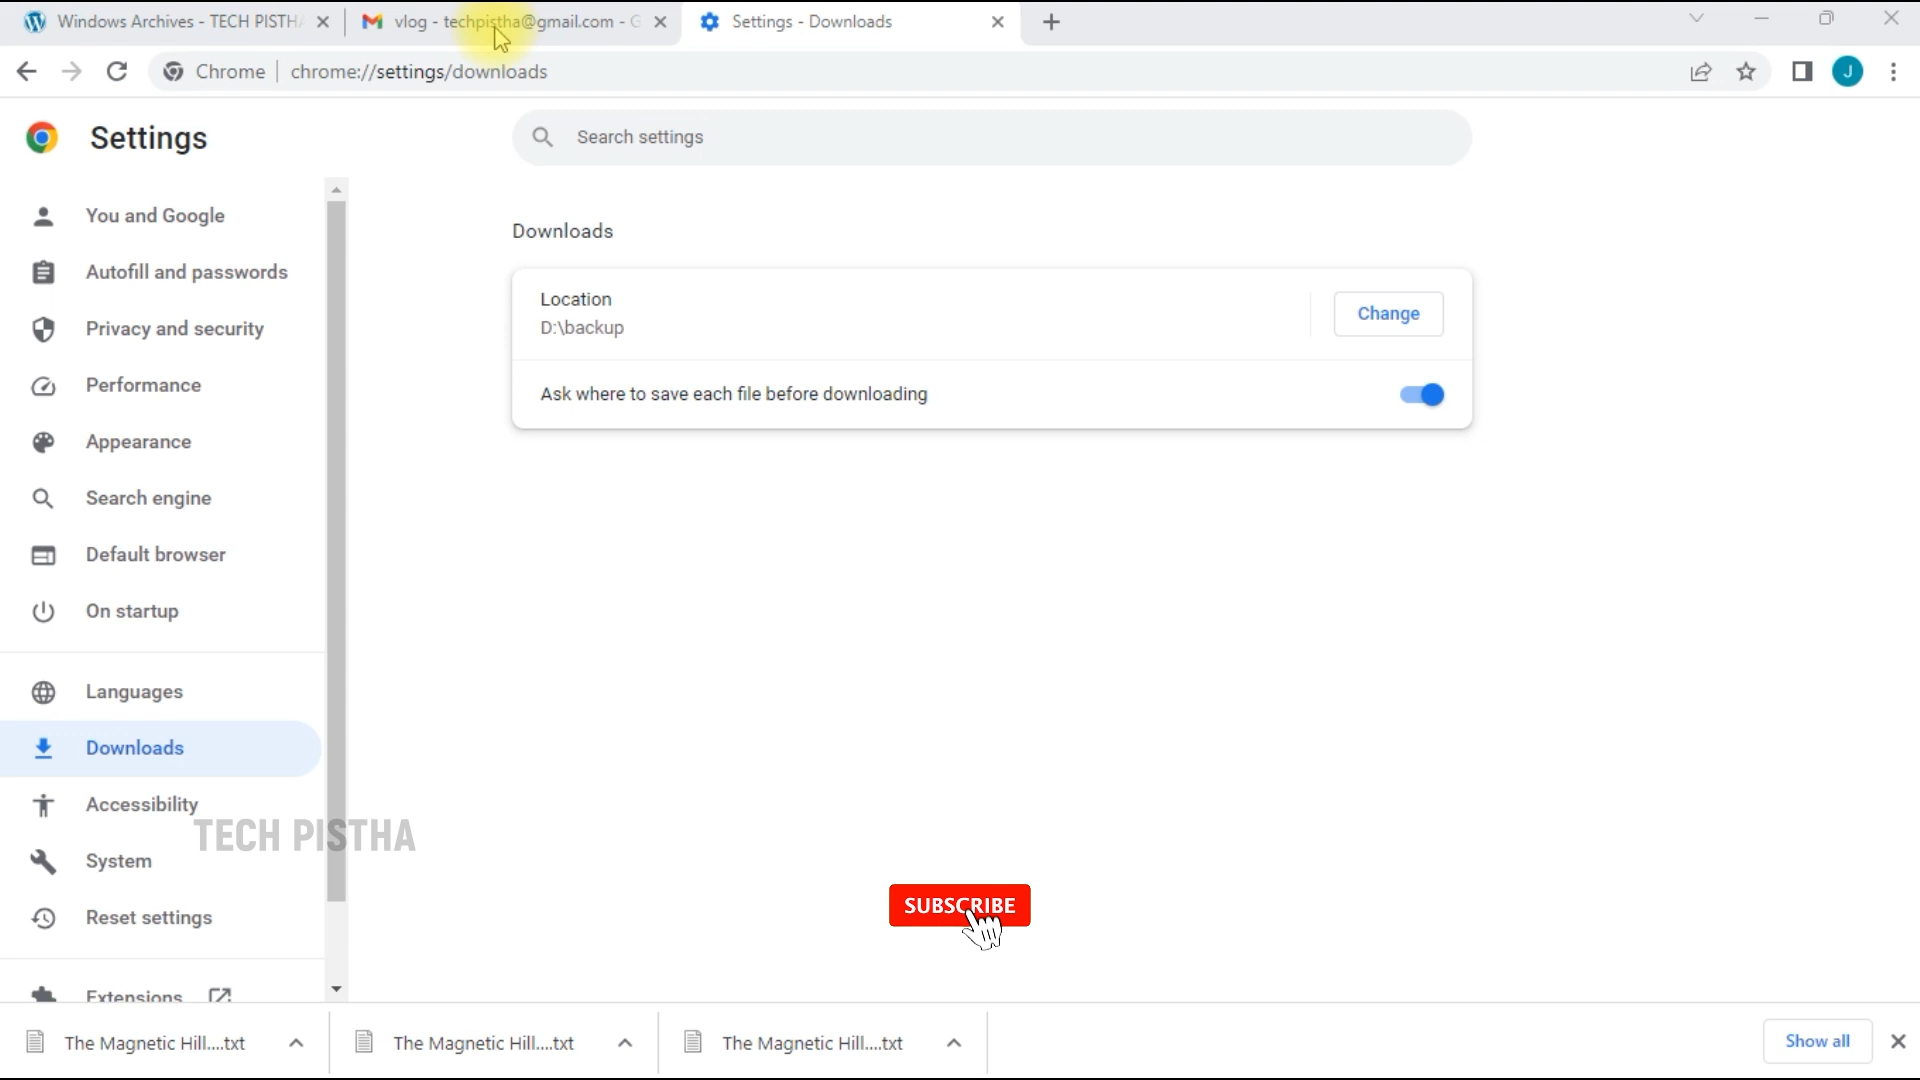 Windows Archives - TECH PISTH
vlog - techpistha@gmail.com - G
Settings - Downloads
Chrome
chrome://settings/downloads
J
Settings
Search settings
You and Google
Autofill and passwords
Privacy and security
Performance
Appearance
Search engine
Default browser
On startup
Languages
Downloads
Accessibility
System
Reset settings
Extensions
Downloads
Location
D:\backup
Change
Ask where to save each file before downloading
TECH PISTHA
SUBSCRIBE
The Magnetic Hill....txt
The Magnetic Hill....txt
The Magnetic Hill....txt
Show all